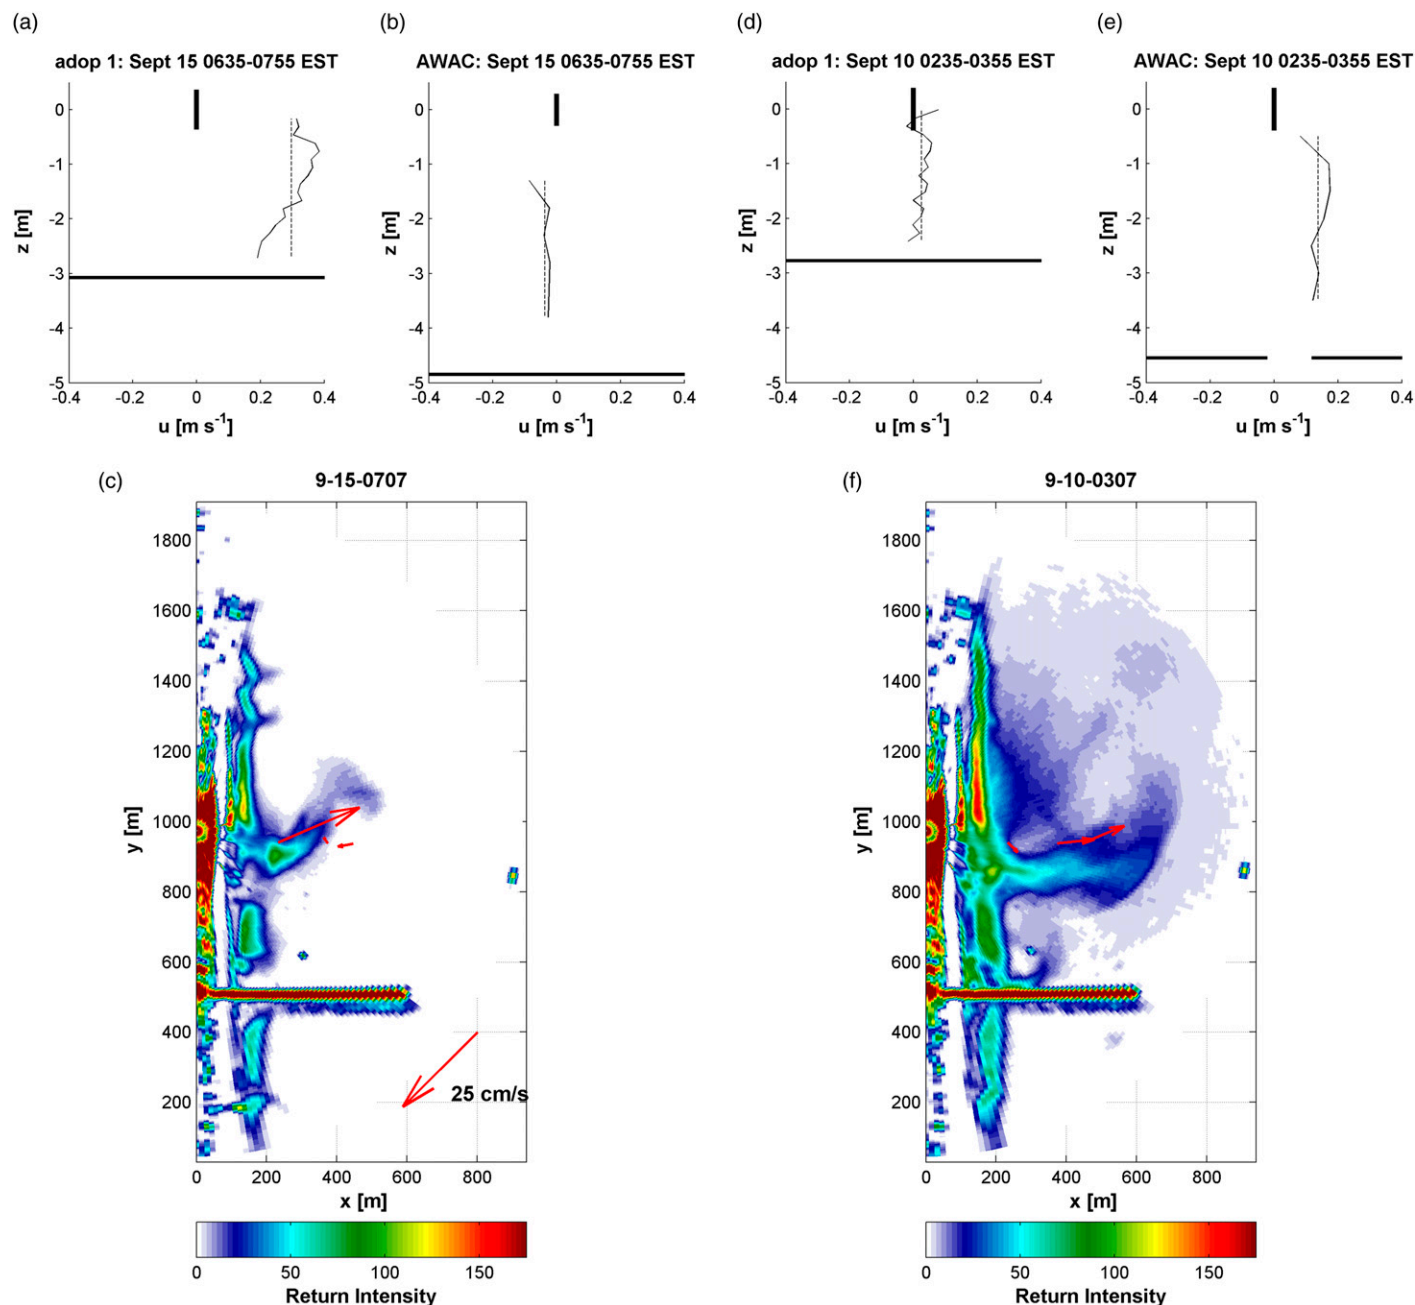 (a)
adop 1: Sept 15 0635-0755 EST
0
-1
-2
-3
-4
-5
z [m]
-0.4 -0.2 0 0.2 0.4
u [m s⁻¹]
(b)
AWAC: Sept 15 0635-0755 EST
0
-1
-2
-3
-4
-5
z [m]
-0.4 -0.2 0 0.2 0.4
u [m s⁻¹]
(d)
adop 1: Sept 10 0235-0355 EST
0
-1
-2
-3
-4
-5
z [m]
-0.4 -0.2 0 0.2 0.4
u [m s⁻¹]
(e)
AWAC: Sept 10 0235-0355 EST
0
-1
-2
-3
-4
-5
z [m]
-0.4 -0.2 0 0.2 0.4
u [m s⁻¹]
(c)
9-15-0707
1800
1600
1400
1200
1000
800
600
400
200
y [m]
25 cm/s
0 200 400 600 800
x [m]
0 50 100 150
Return Intensity
(f)
9-10-0307
1800
1600
1400
1200
1000
800
600
400
200
y [m]
0 200 400 600 800
x [m]
0 50 100 150
Return Intensity